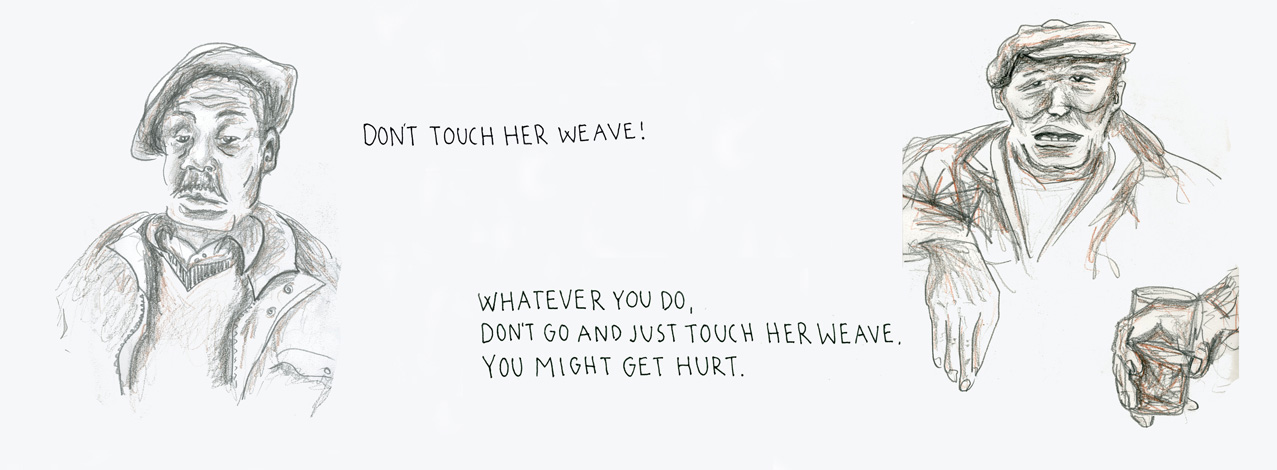 DON'T TOUCH HER WEAVE!
WHATEVER YOU DO,
DON'T GO AND JUST TOUCH HER WEAVE.
YOU MIGHT GET HURT.